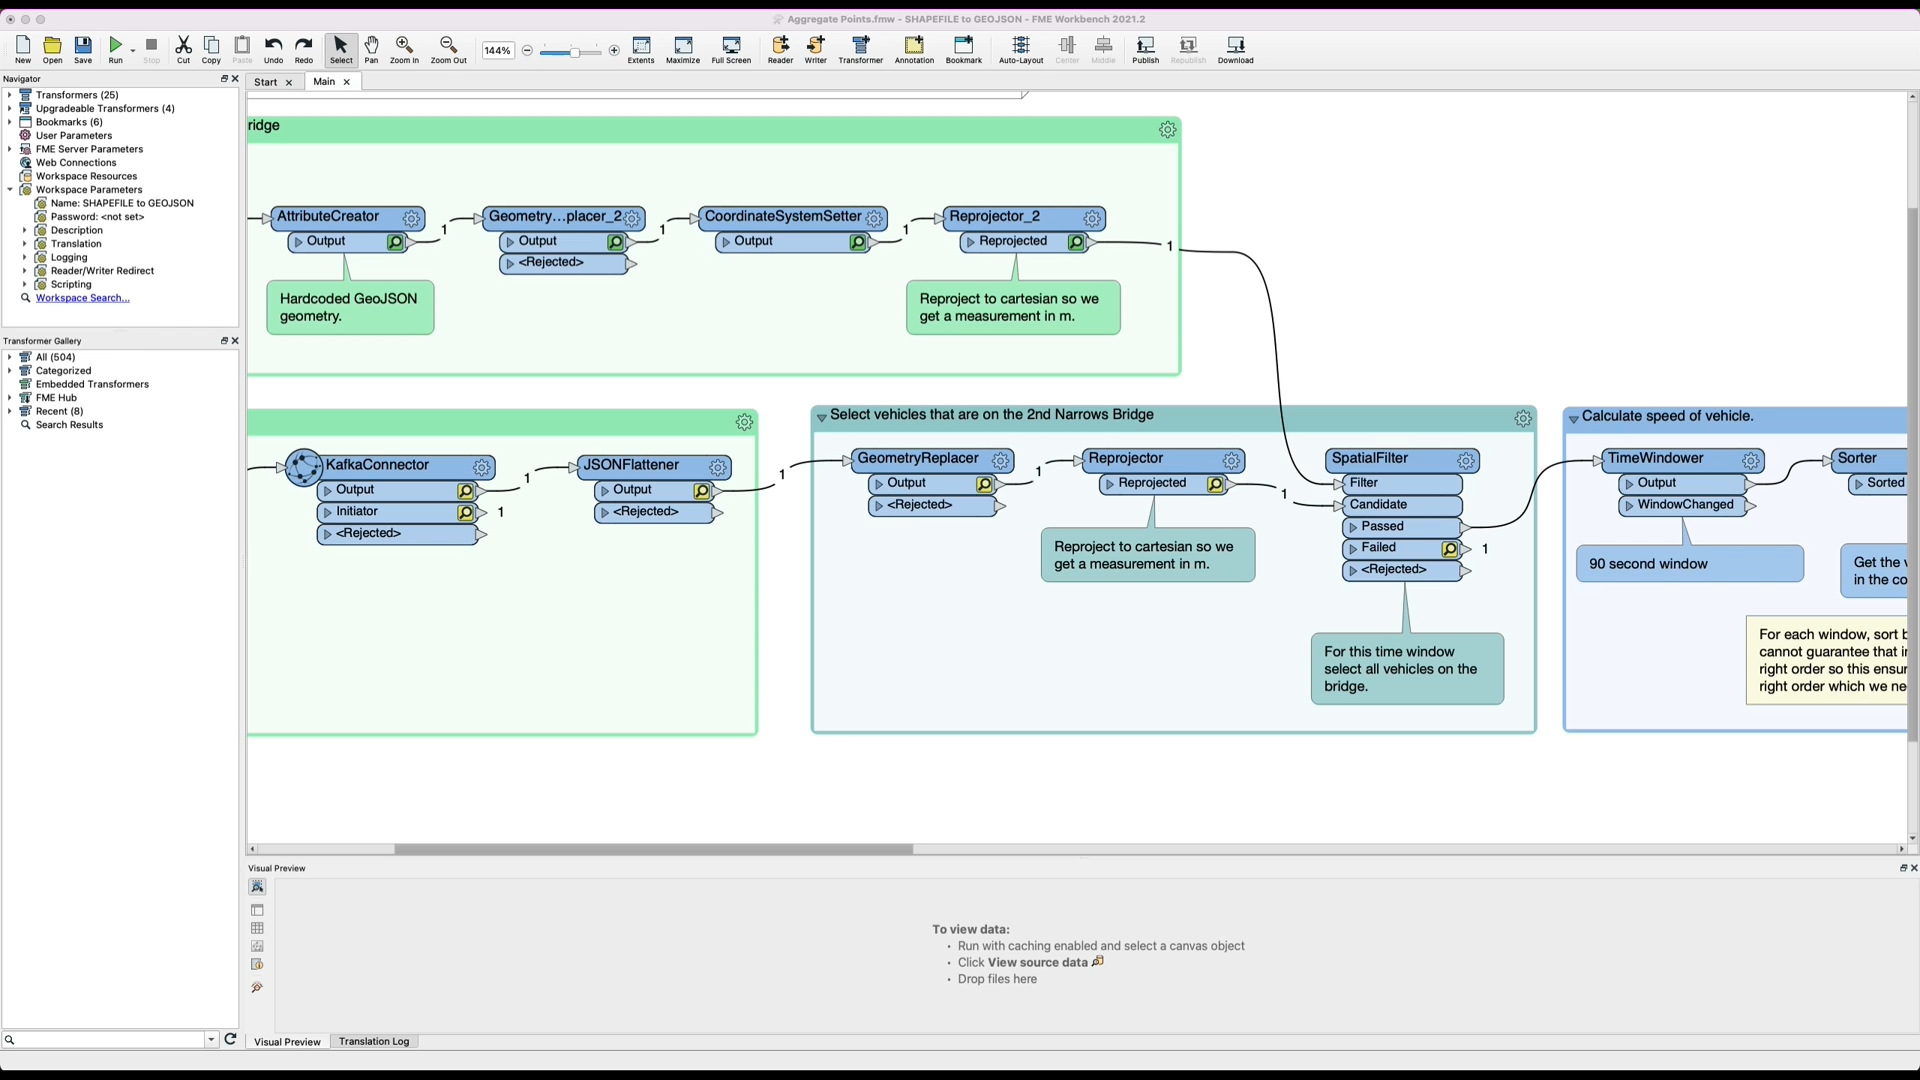 Aggregate Points.fmw - SHAPEFILE to GEOJSON - FME Workbench 2021.2
New Open Save Run Stop Cut Copy Paste Undo Redo Select Pan Zoom In Zoom Out 144% Extents Maximize Full Screen Reader Writer Transformer Annotation Bookmark Auto-Layout Center Middle Publish Republish Download
Navigator
Transformers (25)
Upgradeable Transformers (4)
Bookmarks (6)
User Parameters
FME Server Parameters
Web Connections
Workspace Resources
Workspace Parameters
Name: SHAPEFILE to GEOJSON
Password: <not set>
Description
Translation
Logging
Reader/Writer Redirect
Scripting
Workspace Search...
Transformer Gallery
All (504)
Categorized
Embedded Transformers
FME Hub
Recent (8)
Search Results
Start Main
ridge
AttributeCreator
Output
1
Hardcoded GeoJSON
geometry.
Geometry...placer_2
Output
<Rejected>
1
CoordinateSystemSetter
Output
1
Reprojector_2
Reprojected
1
Reproject to cartesian so we
get a measurement in m.
KafkaConnector
Output
Initiator
<Rejected>
1
1
JSONFlattener
Output
<Rejected>
1
Select vehicles that are on the 2nd Narrows Bridge
GeometryReplacer
Output
<Rejected>
1
Reprojector
Reprojected
1
Reproject to cartesian so we
get a measurement in m.
SpatialFilter
Filter
Candidate
Passed
Failed
<Rejected>
1
For this time window
select all vehicles on the
bridge.
Calculate speed of vehicle.
TimeWindower
Output
WindowChanged
90 second window
Sorter
Sorted
Get the v
in the co
For each window, sort b
cannot guarantee that in
right order so this ensur
right order which we ne
Visual Preview
To view data:
• Run with caching enabled and select a canvas object
• Click View source data
• Drop files here
Visual Preview Translation Log